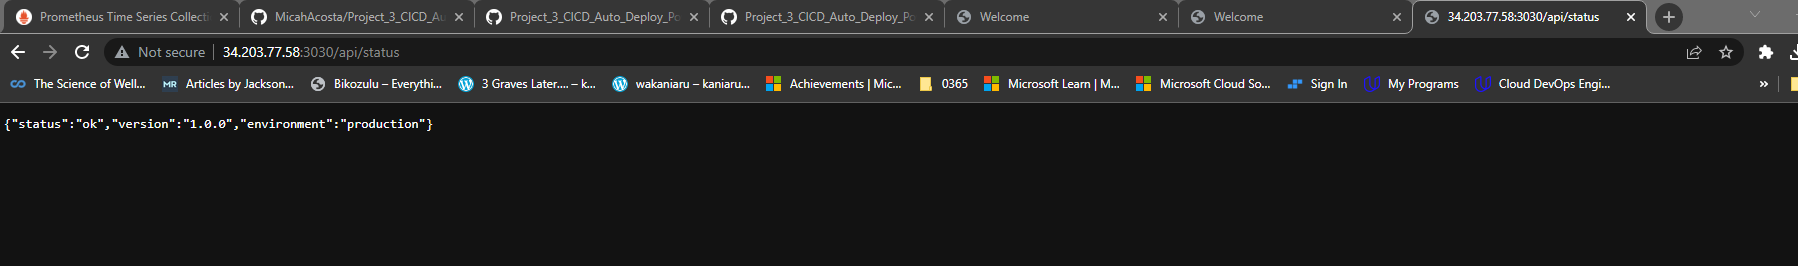 Prometheus Time Series Collecti
MicahAcosta/Project_3_CICD_Au
Project_3_CICD_Auto_Deploy_Po
Project_3_CICD_Auto_Deploy_Po
Welcome
Welcome
34.203.77.58:3030/api/status
Not secure
34.203.77.58:3030/api/status
The Science of Well...
MR Articles by Jackson...
Bikozulu – Everythi...
3 Graves Later.... – k...
wakaniaru – kaniaru...
Achievements | Mic...
0365
Microsoft Learn | M...
Microsoft Cloud So...
Sign In
My Programs
Cloud DevOps Engi...
{"status":"ok","version":"1.0.0","environment":"production"}